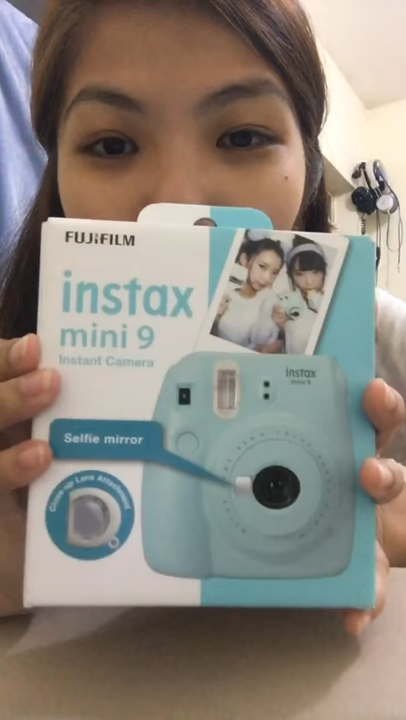 FUJIFILM
instax
mini 9
Instant Camera
instax
mini 9
Selfie mirror
Close-up Lens Attachment